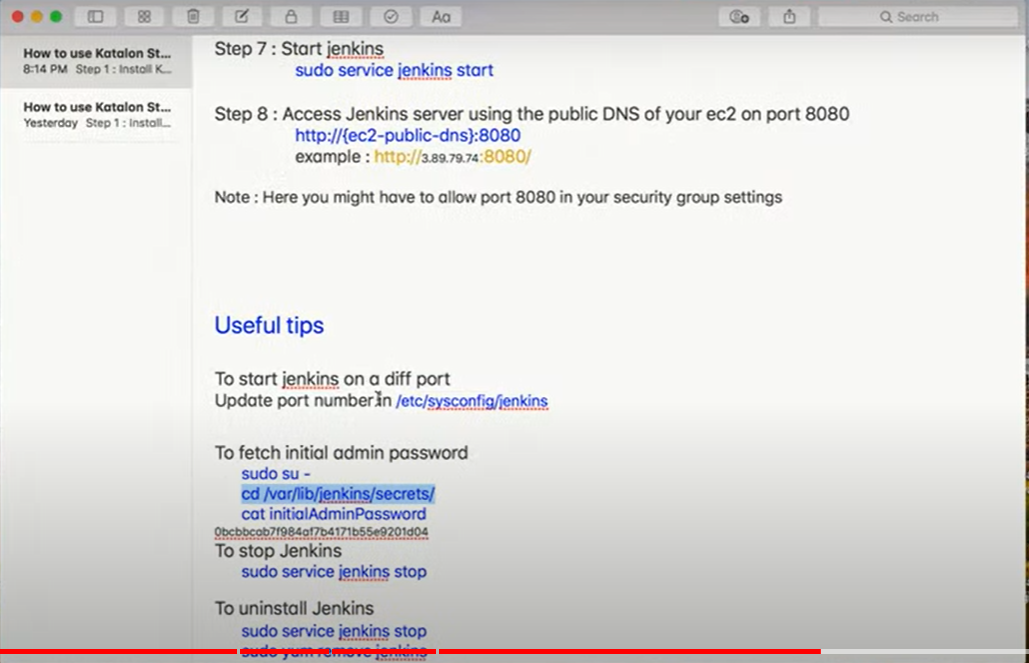 Aa
Search
How to use Katalon St...
8:14 PM Step 1 : Install K...
How to use Katalon St...
Yesterday Step 1 : Install...
Step 7 : Start jenkins
sudo service jenkins start
Step 8 : Access Jenkins server using the public DNS of your ec2 on port 8080
http://{ec2-public-dns}:8080
example : http://3.89.79.74:8080/
Note : Here you might have to allow port 8080 in your security group settings
Useful tips
To start jenkins on a diff port
Update port number in /etc/sysconfig/jenkins
To fetch initial admin password
sudo su -
cd /var/lib/jenkins/secrets/
cat initialAdminPassword
0bcbbcab7f984af7b4171b55e9201d04
To stop Jenkins
sudo service jenkins stop
To uninstall Jenkins
sudo service jenkins stop
sudo yum remove jenkins